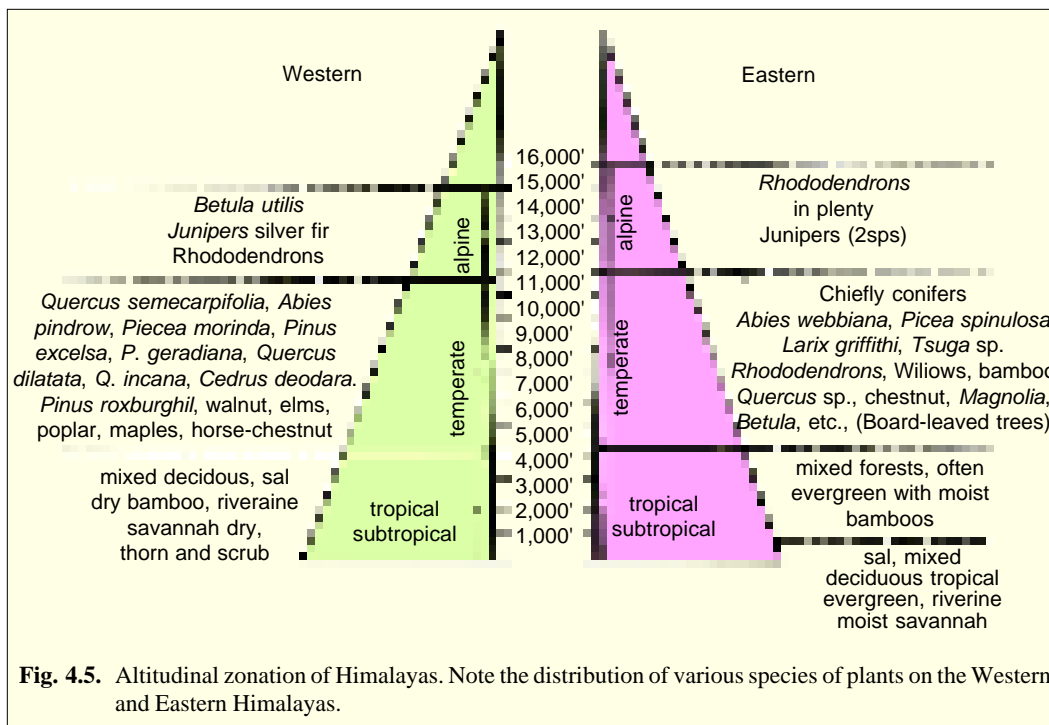 Western
Eastern
16,000'
15,000'
14,000'
13,000'
12,000'
11,000'
10,000'
9,000'
8,000'
7,000'
6,000'
5,000'
4,000'
3,000'
2,000'
1,000'
Betula utilis
Junipers silver fir
Rhododendrons
Quercus semecarpifolia, Abies
pindrow, Piecea morinda, Pinus
excelsa, P. geradiana, Quercus
dilatata, Q. incana, Cedrus deodara.
Pinus roxburghil, walnut, elms,
poplar, maples, horse-chestnut
mixed decidous, sal
dry bamboo, riveraine
savannah dry,
thorn and scrub
alpine
temperate
tropical
subtropical
alpine
temperate
tropical
subtropical
Rhododendrons
in plenty
Junipers (2sps)
Chiefly conifers
Abies webbiana, Picea spinulosa
Larix griffithi, Tsuga sp.
Rhododendrons, Wiliows, bamboo
Quercus sp., chestnut, Magnolia,
Betula, etc., (Board-leaved trees)
mixed forests, often
evergreen with moist
bamboos
sal, mixed
deciduous tropical
evergreen, riverine
moist savannah
Fig. 4.5. Altitudinal zonation of Himalayas. Note the distribution of various species of plants on the Western
and Eastern Himalayas.